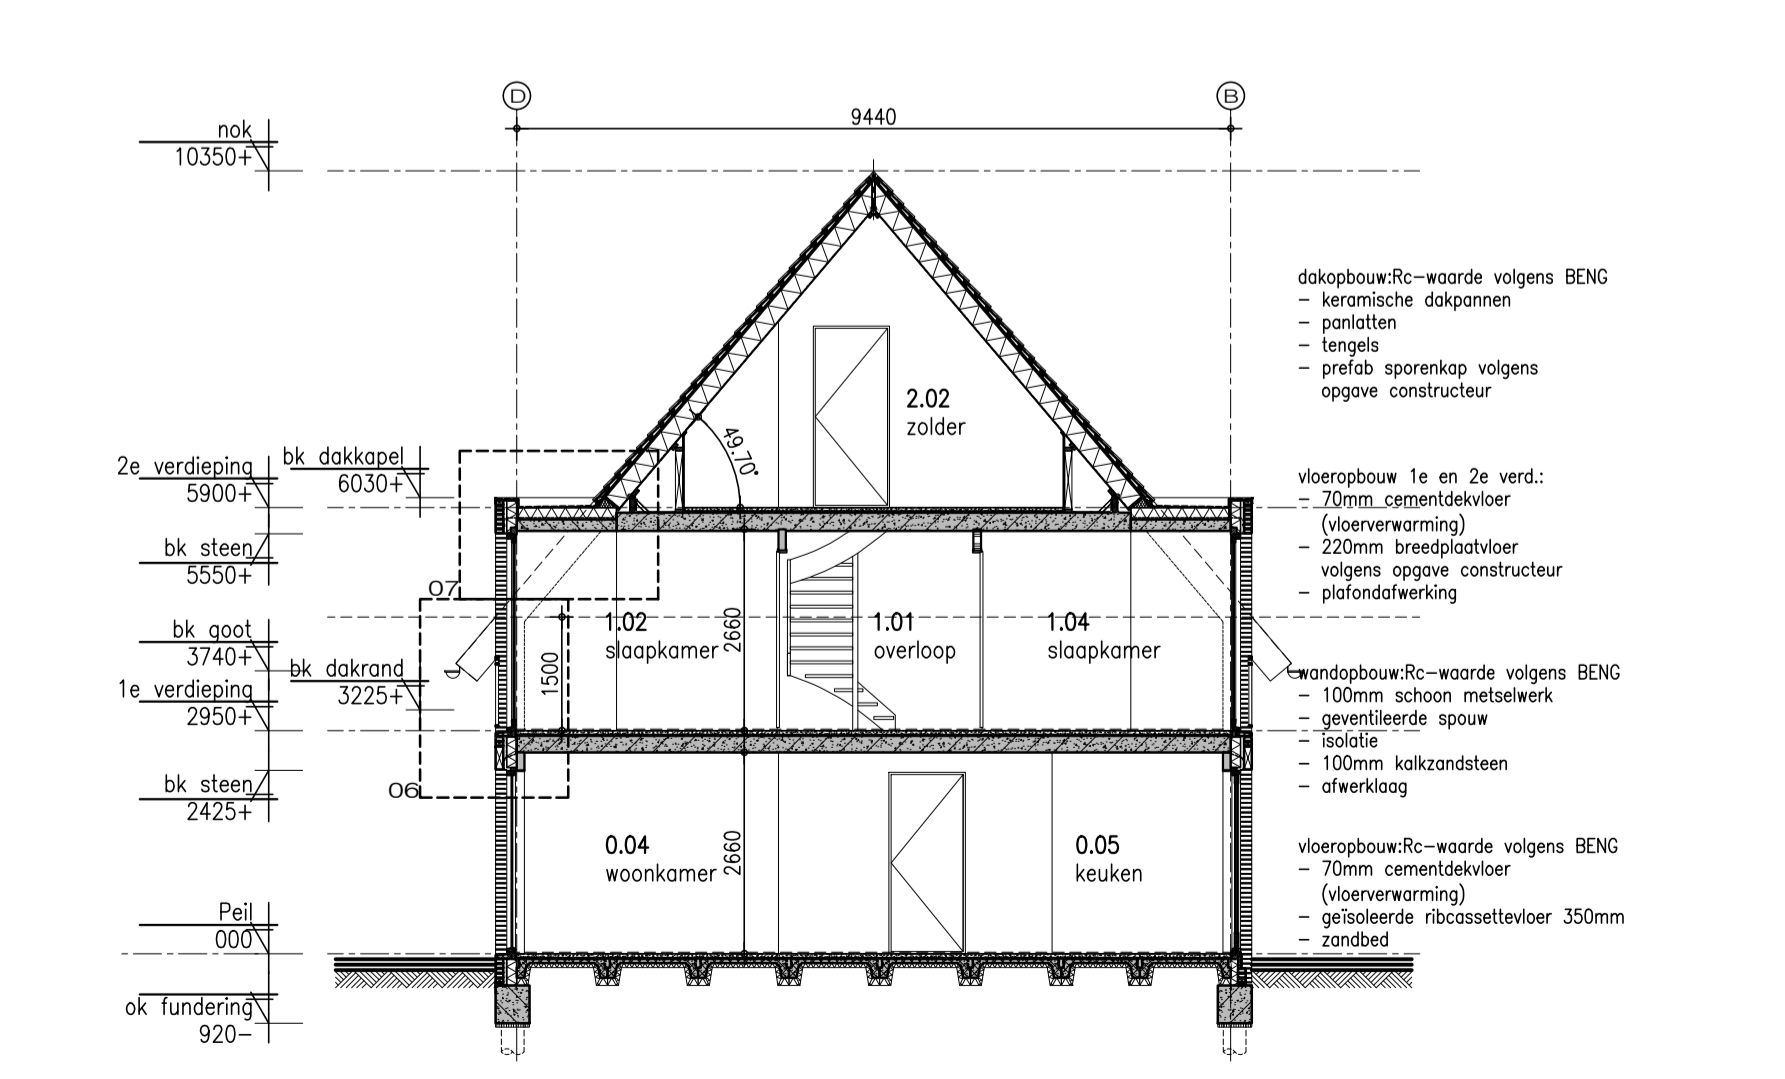 D
B
9440
nok
10350+
dakopbouw:Rc-waarde volgens BENG
- keramische dakpannen
- panlatten
- tengels
- prefab sporenkap volgens
opgave constructeur
2.02
zolder
49.70°
2e verdieping
5900+
bk dakkapel
6030+
vloeropbouw 1e en 2e verd.:
- 70mm cementdekvloer
(vloerverwarming)
- 220mm breedplaatvloer
volgens opgave constructeur
- plafondafwerking
bk steen
5550+
07
bk goot
3740+
1.02
slaapkamer
2660
1.01
overloop
1.04
slaapkamer
1500
bk dakrand
3225+
1e verdieping
2950+
wandopbouw:Rc-waarde volgens BENG
- 100mm schoon metselwerk
- geventileerde spouw
- isolatie
- 100mm kalkzandsteen
- afwerklaag
bk steen
2425+
06
0.04
woonkamer
2660
0.05
keuken
vloeropbouw:Rc-waarde volgens BENG
- 70mm cementdekvloer
(vloerverwarming)
- geïsoleerde ribcassettevloer 350mm
- zandbed
Peil
000
ok fundering
920-